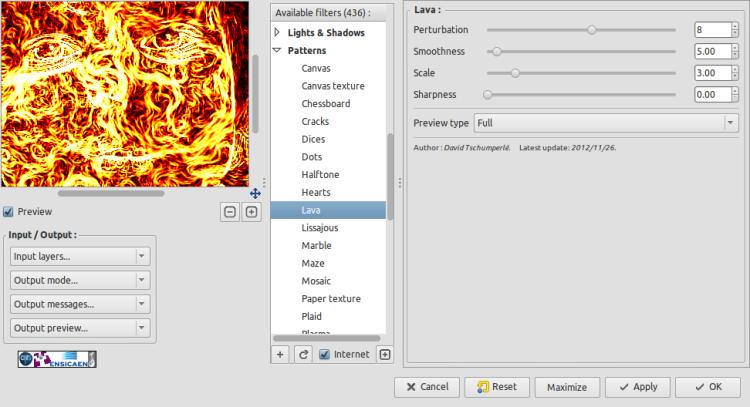 Available filters (436) :
Lights & Shadows
Patterns
Canvas
Canvas texture
Chessboard
Cracks
Dices
Dots
Halftone
Hearts
Lava
Lissajous
Marble
Maze
Mosaic
Paper texture
Plaid
Plasma
Internet
Preview
Input / Output :
Input layers...
Output mode...
Output messages...
Output preview...
ENSICAEN
Lava :
Perturbation 8
Smoothness 5.00
Scale 3.00
Sharpness 0.00
Preview type Full
Author : David Tschumperlé. Latest update: 2012/11/26.
Cancel Reset Maximize Apply OK